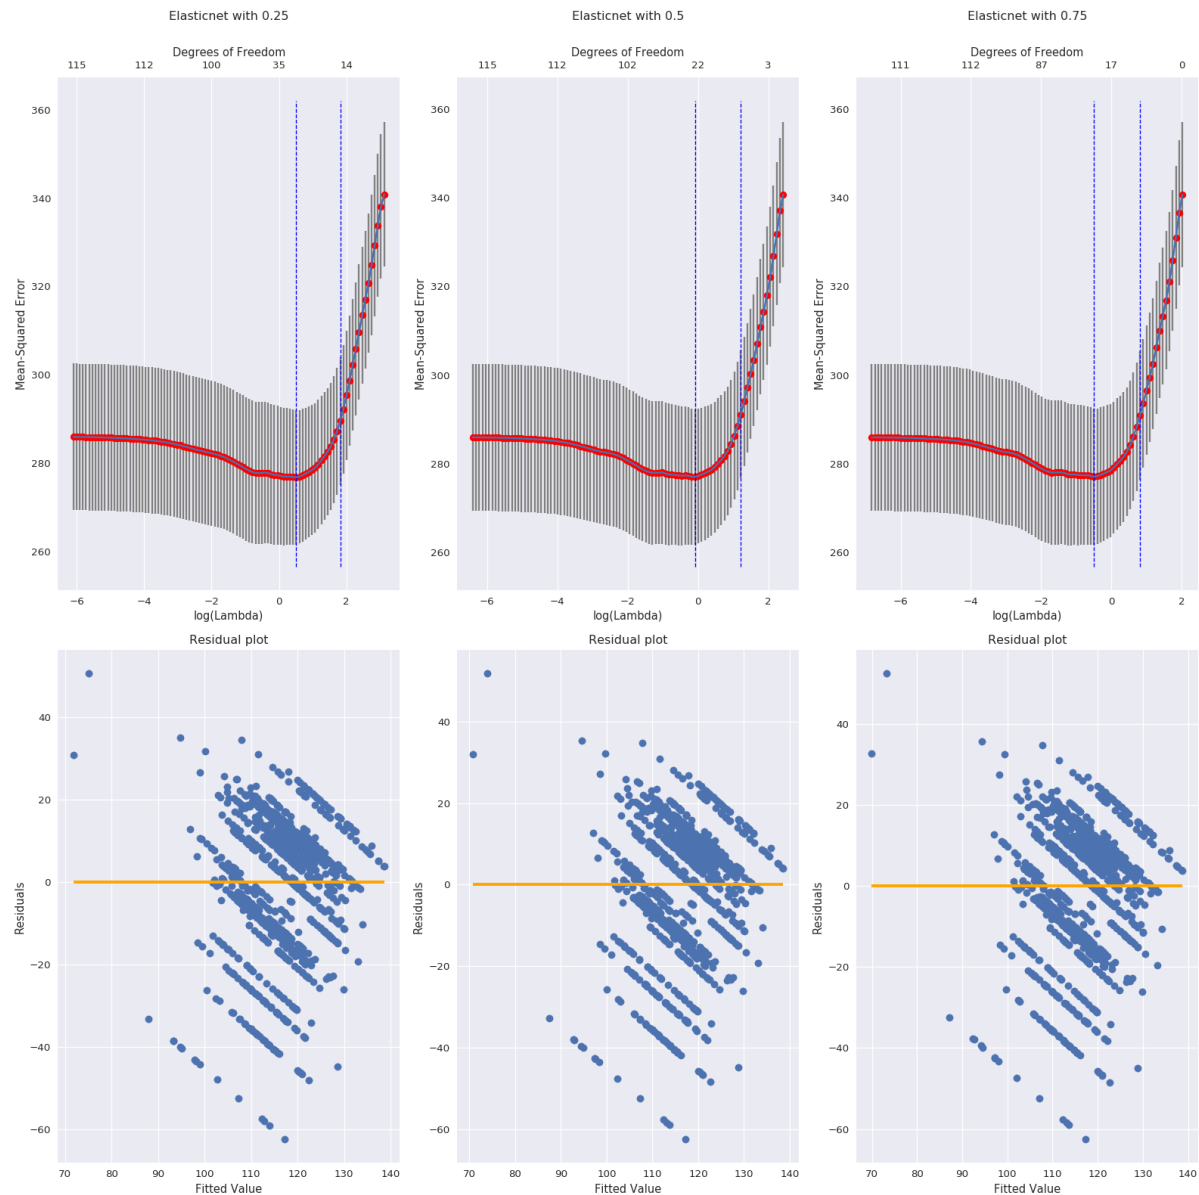 Elasticnet with 0.25
Elasticnet with 0.5
Elasticnet with 0.75
Degrees of Freedom
Degrees of Freedom
Degrees of Freedom
115 112 100 35 14
115 112 102 22 3
111 112 87 17 0
360
340
320
300
280
260
Mean-Squared Error
−6 −4 −2 0 2
log(Lambda)
360
340
320
300
280
260
Mean-Squared Error
−6 −4 −2 0 2
log(Lambda)
360
340
320
300
280
260
Mean-Squared Error
−6 −4 −2 0 2
log(Lambda)
Residual plot
40
20
0
−20
−40
−60
Residuals
70 80 90 100 110 120 130 140
Fitted Value
Residual plot
40
20
0
−20
−40
−60
Residuals
70 80 90 100 110 120 130 140
Fitted Value
Residual plot
40
20
0
−20
−40
−60
Residuals
70 80 90 100 110 120 130 140
Fitted Value